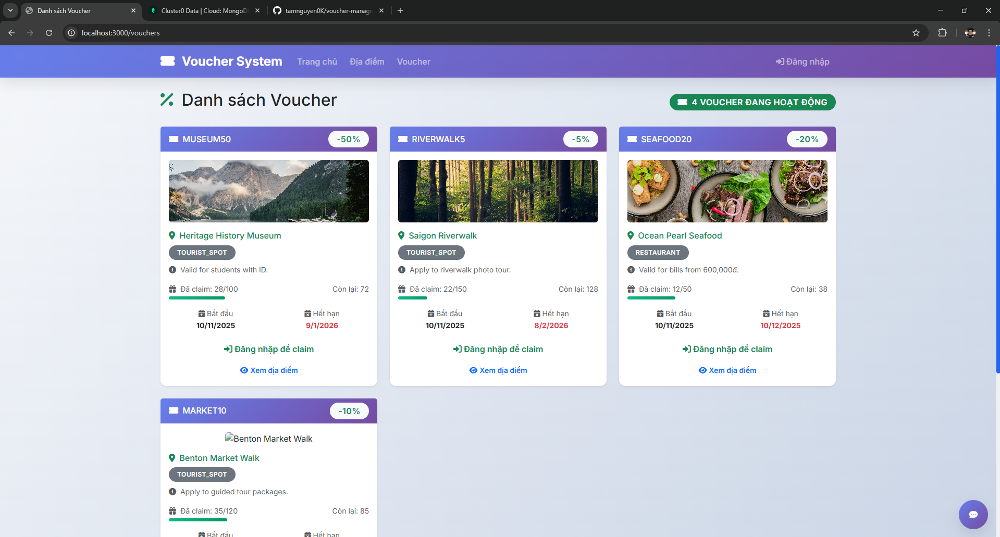 Danh sách Voucher
Cluster0 Data | Cloud: MongoD
tamnguyen0K/voucher-manage
localhost:3000/vouchers
Voucher System
Trang chủ
Địa điểm
Voucher
Đăng nhập
Danh sách Voucher
4 VOUCHER ĐANG HOẠT ĐỘNG
MUSEUM50
-50%
Heritage History Museum
TOURIST_SPOT
Valid for students with ID.
Đã claim: 28/100
Còn lại: 72
Bắt đầu
Hết hạn
10/11/2025
9/1/2026
Đăng nhập để claim
Xem địa điểm
RIVERWALK5
-5%
Saigon Riverwalk
TOURIST_SPOT
Apply to riverwalk photo tour.
Đã claim: 22/150
Còn lại: 128
Bắt đầu
Hết hạn
10/11/2025
8/2/2026
Đăng nhập để claim
Xem địa điểm
SEAFOOD20
-20%
Ocean Pearl Seafood
RESTAURANT
Valid for bills from 600,000đ.
Đã claim: 12/50
Còn lại: 38
Bắt đầu
Hết hạn
10/11/2025
10/12/2025
Đăng nhập để claim
Xem địa điểm
MARKET10
-10%
Benton Market Walk
Benton Market Walk
TOURIST_SPOT
Apply to guided tour packages.
Đã claim: 35/120
Còn lại: 85
Bắt đầu
Hết hạn